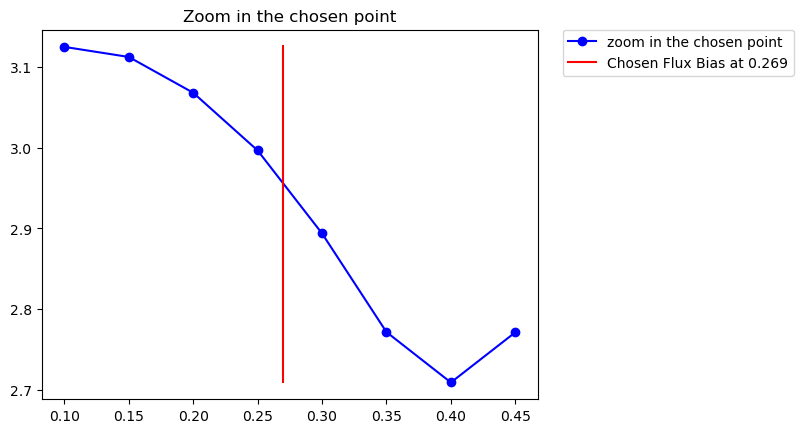 Zoom in the chosen point
zoom in the chosen point
Chosen Flux Bias at 0.269
3.1
3.0
2.9
2.8
2.7
0.10 0.15 0.20 0.25 0.30 0.35 0.40 0.45